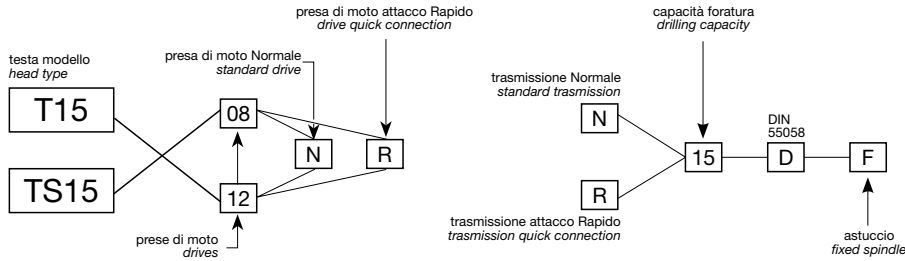 presa di moto attacco Rapido
drive quick connection
capacità foratura
drilling capacity
testa modello
head type
presa di moto Normale
standard drive
trasmissione Normale
standard trasmission
T15
08
N
DIN
55058
N
R
15
D
F
TS15
12
R
trasmissione attacco Rapido
trasmission quick connection
prese di moto
drives
astuccio
fixed spindle